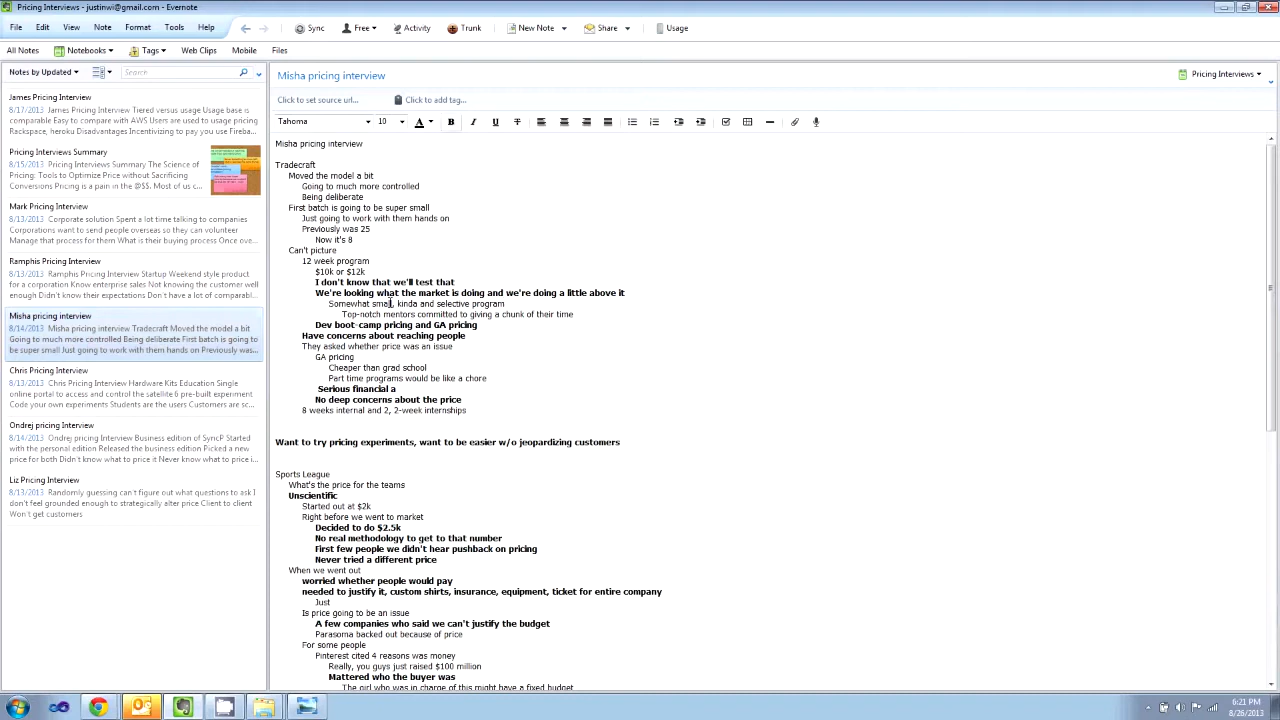 Pricing Interviews - justinwi@gmail.com - Evernote
File Edit View Note Format Tools Help
Sync Free Activity Trunk New Note Share Usage
All Notes Notebooks Tags Web Clips Mobile Files
Notes by Updated Search
James Pricing Interview
8/17/2013 James Pricing Interview Tiered versus usage Usage base is
comparable Easy to compare with AWS Users are used to usage pricing
Rackspace, heroku Disadvantages Incentivizing to pay you use Fireba...
Pricing Interviews Summary
8/15/2013 Pricing Interviews Summary The Science of
Pricing: Tools to Optimize Price without Sacrificing
Conversions Pricing is a pain in the @$$. Most of us c...
Mark Pricing Interview
8/13/2013 Corporate solution Spent a lot time talking to companies
Corporations want to send people overseas so they can volunteer
Manage that process for them What is their buying process Once ove...
Ramphis Pricing Interview
8/13/2013 Ramphis Pricing Interview Startup Weekend style product
for a corporation Know enterprise sales Not knowing the customer well
enough Didn't know their expectations Don't have a lot of comparabl...
Misha pricing interview
8/14/2013 Misha pricing interview Tradecraft Moved the model a bit
Going to much more controlled Being deliberate First batch is going to
be super small Just going to work with them hands on Previously was...
Chris Pricing Interview
8/13/2013 Chris Pricing Interview Hardware Kits Education Single
online portal to access and control the satellite 6 pre-built experiment
Code your own experiments Students are the users Customers are sc...
Ondrej pricing Interview
8/14/2013 Ondrej pricing Interview Business edition of SyncP Started
with the personal edition Released the business edition Picked a new
price for both Didn't know what to price it Never know what to price i...
Liz Pricing Interview
8/13/2013 Randomly guessing can't figure out what questions to ask I
don't feel grounded enough to strategically alter price Client to client
Won't get customers
Misha pricing interview
Pricing Interviews
Click to set source url... Click to add tag...
Tahoma 10 A B I U T
Misha pricing interview
Tradecraft
Moved the model a bit
Going to much more controlled
Being deliberate
First batch is going to be super small
Just going to work with them hands on
Previously was 25
Now it's 8
Can't picture
12 week program
$10k or $12k
I don't know that we'll test that
We're looking what the market is doing and we're doing a little above it
Somewhat small, kinda and selective program
Top-notch mentors committed to giving a chunk of their time
Dev boot-camp pricing and GA pricing
Have concerns about reaching people
They asked whether price was an issue
GA pricing
Cheaper than grad school
Part time programs would be like a chore
Serious financial a
No deep concerns about the price
8 weeks internal and 2, 2-week internships
Want to try pricing experiments, want to be easier w/o jeopardizing customers
Sports League
What's the price for the teams
Unscientific
Started out at $2k
Right before we went to market
Decided to do $2.5k
No real methodology to get to that number
First few people we didn't hear pushback on pricing
Never tried a different price
When we went out
worried whether people would pay
needed to justify it, custom shirts, insurance, equipment, ticket for entire company
Just
Is price going to be an issue
A few companies who said we can't justify the budget
Parasoma backed out because of price
For some people
Pinterest cited 4 reasons was money
Really, you guys just raised $100 million
Mattered who the buyer was
The girl who was in charge of this might have a fixed budget
6:21 PM
8/26/2013